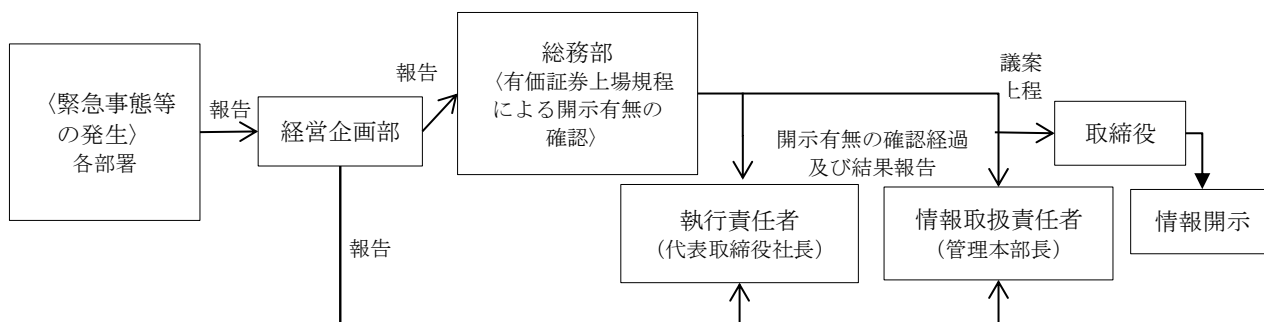 〈緊急事態等
の発生〉
各部署
報告
経営企画部
報告
総務部
〈有価証券上場規程
による開示有無の
確認〉
議案
上程
開示有無の確認経過
及び結果報告
取締役
執行責任者
（代表取締役社長）
情報取扱責任者
（管理本部長）
情報開示
報告